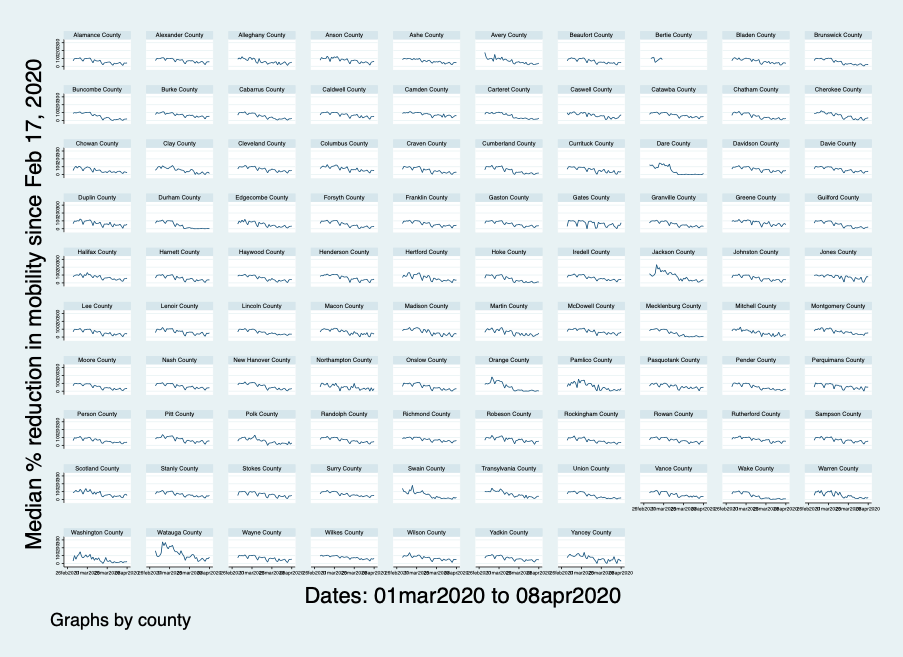 Median % reduction in mobility since Feb 17, 2020
Alamance County Alexander County Alleghany County Anson County Ashe County Avery County Beaufort County Bertie County Bladen County Brunswick County
Buncombe County Burke County Cabarrus County Caldwell County Camden County Carteret County Caswell County Catawba County Chatham County Cherokee County
Chowan County Clay County Cleveland County Columbus County Craven County Cumberland County Currituck County Dare County Davidson County Davie County
Duplin County Durham County Edgecombe County Forsyth County Franklin County Gaston County Gates County Granville County Greene County Guilford County
Halifax County Harnett County Haywood County Henderson County Hertford County Hoke County Iredell County Jackson County Johnston County Jones County
Lee County Lenoir County Lincoln County Macon County Madison County Martin County McDowell County Mecklenburg County Mitchell County Montgomery County
Moore County Nash County New Hanover County Northampton County Onslow County Orange County Pamlico County Pasquotank County Pender County Perquimans County
Person County Pitt County Polk County Randolph County Richmond County Robeson County Rockingham County Rowan County Rutherford County Sampson County
Scotland County Stanly County Stokes County Surry County Swain County Transylvania County Union County Vance County Wake County Warren County
Washington County Watauga County Wayne County Wilkes County Wilson County Yadkin County Yancey County
Dates: 01mar2020 to 08apr2020
Graphs by county